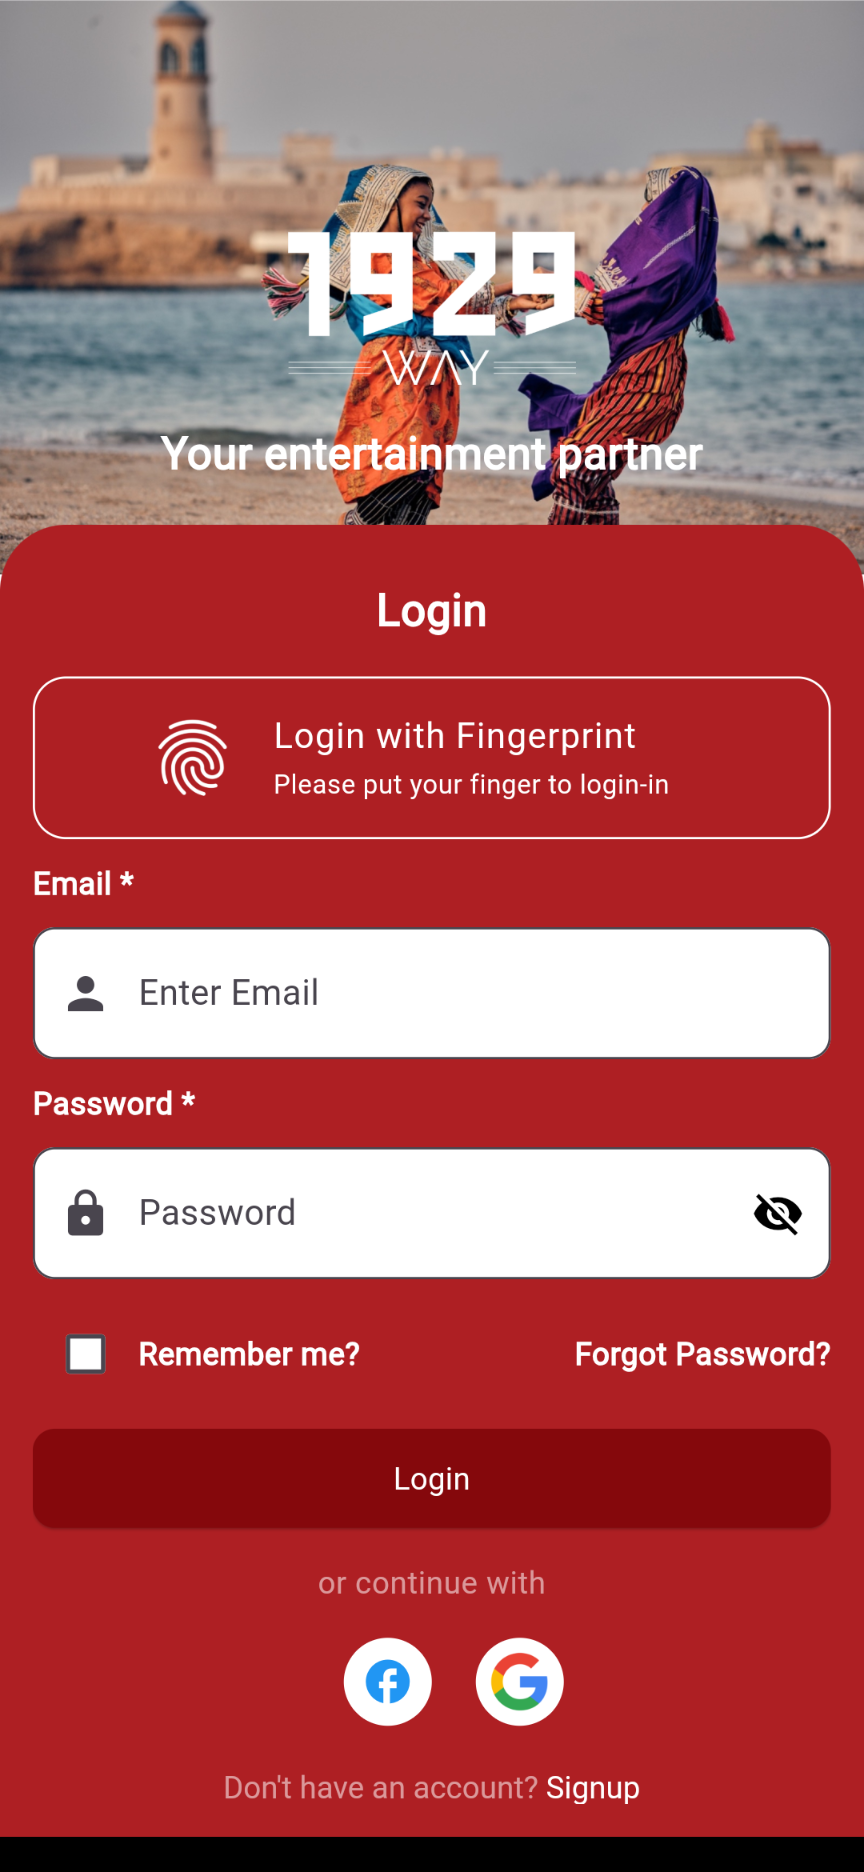 1929
WAY
Your entertainment partner
Login
Login with Fingerprint
Please put your finger to login-in
Email *
Enter Email
Password *
Password
Remember me?
Forgot Password?
Login
or continue with
Don't have an account? Signup